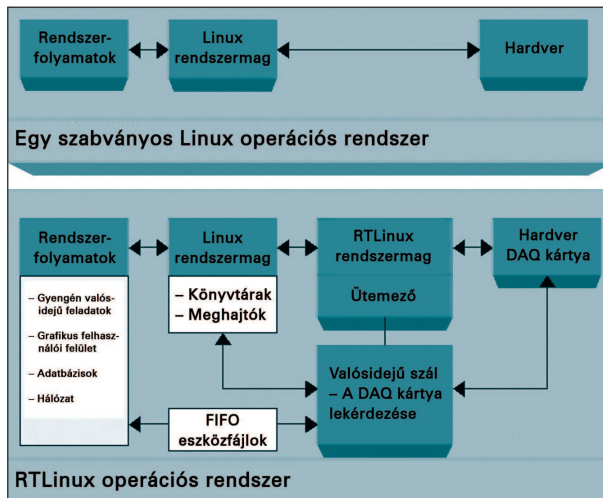 Rendszer-
folyamatok
Linux
rendszermag
Hardver
Egy szabványos Linux operációs rendszer
Rendszer-
folyamatok
Linux
rendszermag
RTLinux
rendszermag
Hardver
DAQ kártya
– Gyengén valós-
idejű feladatok
– Grafikus felhasz-
nálói felület
– Adatbázisok
– Hálózat
– Könyvtárak
– Meghajtók
Ütemező
Valósidejű szál
– A DAQ kártya
lekérdezése
FIFO
eszközfájlok
RTLinux operációs rendszer